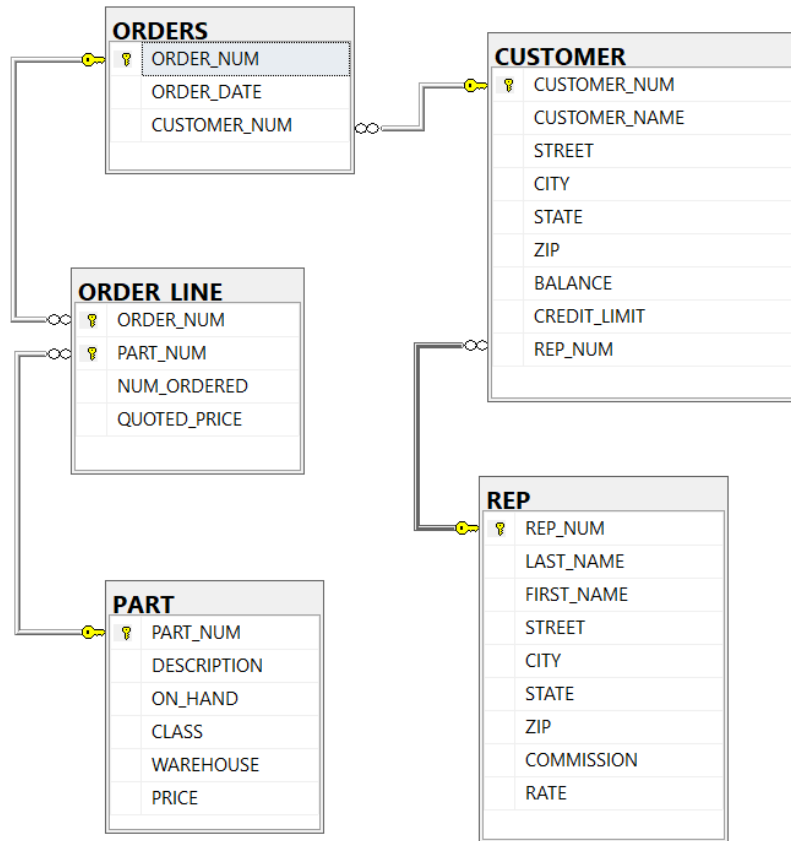 ORDERS
ORDER_NUM
ORDER_DATE
CUSTOMER_NUM
CUSTOMER
CUSTOMER_NUM
CUSTOMER_NAME
STREET
CITY
STATE
ZIP
BALANCE
CREDIT_LIMIT
REP_NUM
ORDER_LINE
ORDER_NUM
PART_NUM
NUM_ORDERED
QUOTED_PRICE
REP
REP_NUM
LAST_NAME
FIRST_NAME
STREET
CITY
STATE
ZIP
COMMISSION
RATE
PART
PART_NUM
DESCRIPTION
ON_HAND
CLASS
WAREHOUSE
PRICE